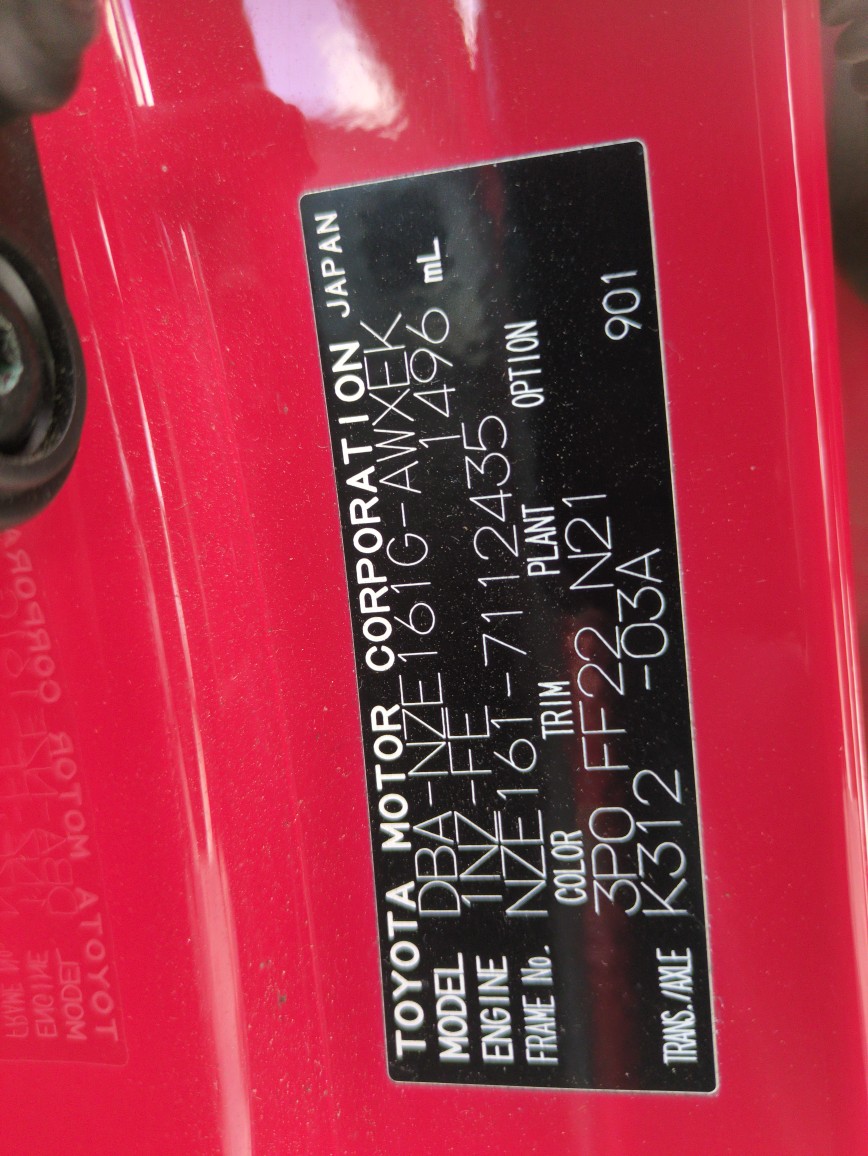 TOYOTA MOTOR CORPORATION JAPAN
MODEL DBA-NZE161G-AWXEK
ENGINE 1NZ-FE 1496 mL
FRAME No. NZE161-7112435
COLOR TRIM PLANT OPTION
3P0 FF22 N21
TRANS./AXLE K312 -03A 901